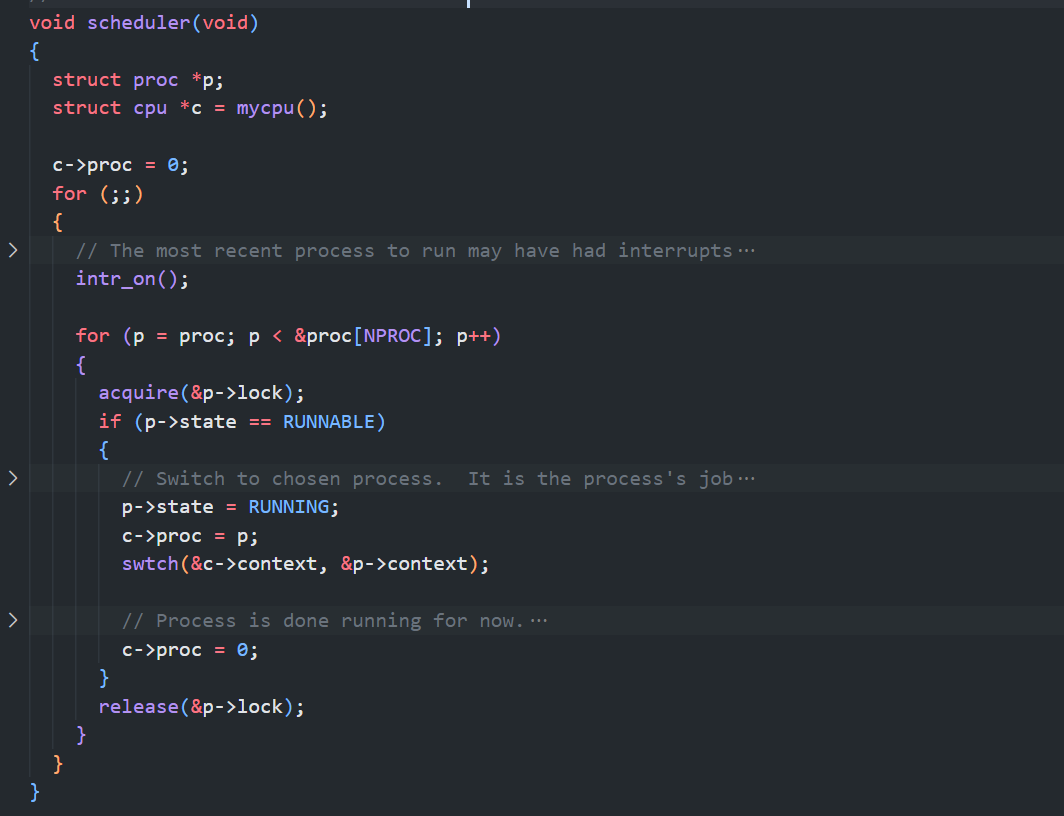 void scheduler(void)
{
  struct proc *p;
  struct cpu *c = mycpu();

  c->proc = 0;
  for (;;)
  {
    // The most recent process to run may have had interrupts···
    intr_on();

    for (p = proc; p < &proc[NPROC]; p++)
    {
      acquire(&p->lock);
      if (p->state == RUNNABLE)
      {
        // Switch to chosen process.  It is the process's job···
        p->state = RUNNING;
        c->proc = p;
        swtch(&c->context, &p->context);

        // Process is done running for now.···
        c->proc = 0;
      }
      release(&p->lock);
    }
  }
}